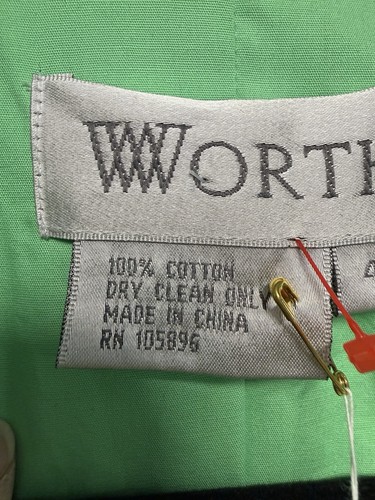 WORTH
100% COTTON
DRY CLEAN ONLY
MADE IN CHINA
RN 105896